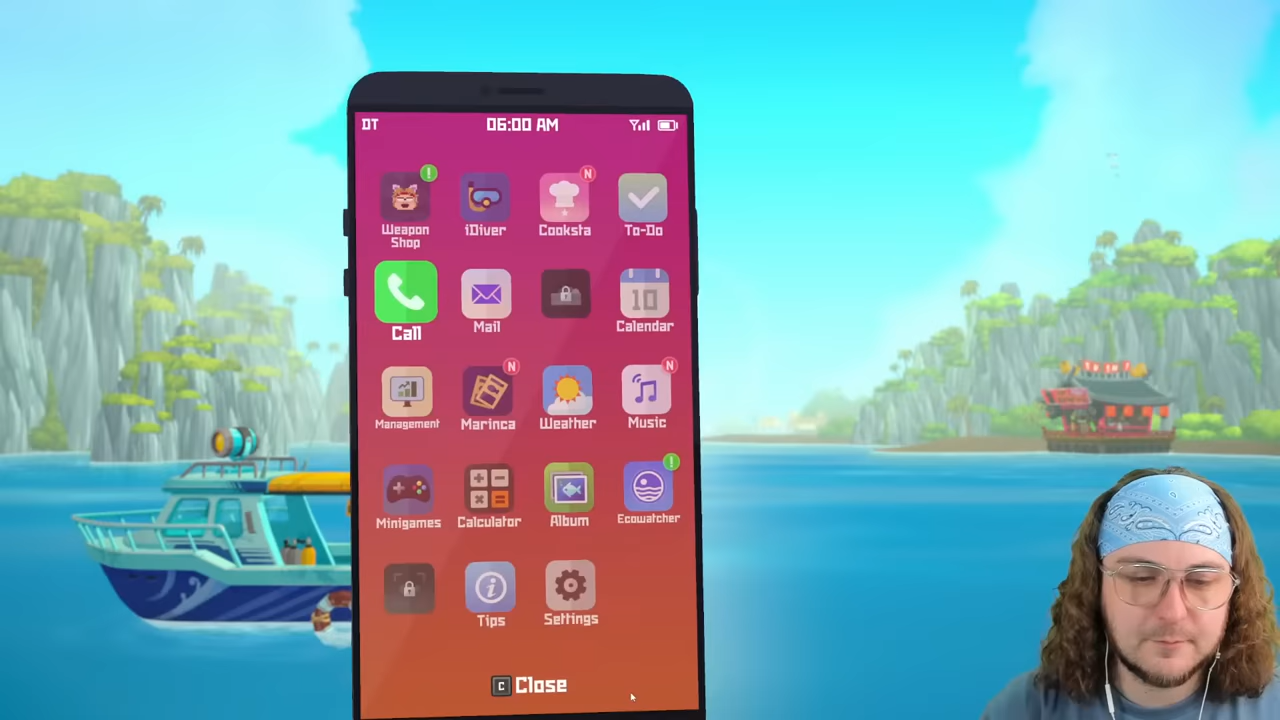 DT
06:00 AM
!
N
Weapon
Shop
iDiver
Cooksta
To-Do
10
Call
Mail
Calendar
N
N
Management
Marinca
Weather
Music
!
Minigames
Calculator
Album
Ecowatcher
i
Tips
Settings
C Close